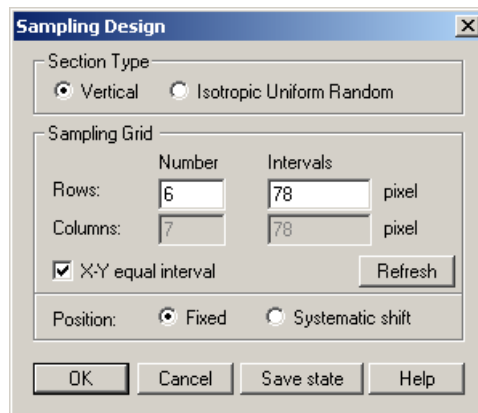 Sampling Design
Section Type
Vertical Isotropic Uniform Random
Sampling Grid
Number Intervals
Rows: 6 78 pixel
Columns: 7 78 pixel
X-Y equal interval Refresh
Position: Fixed Systematic shift
OK Cancel Save state Help